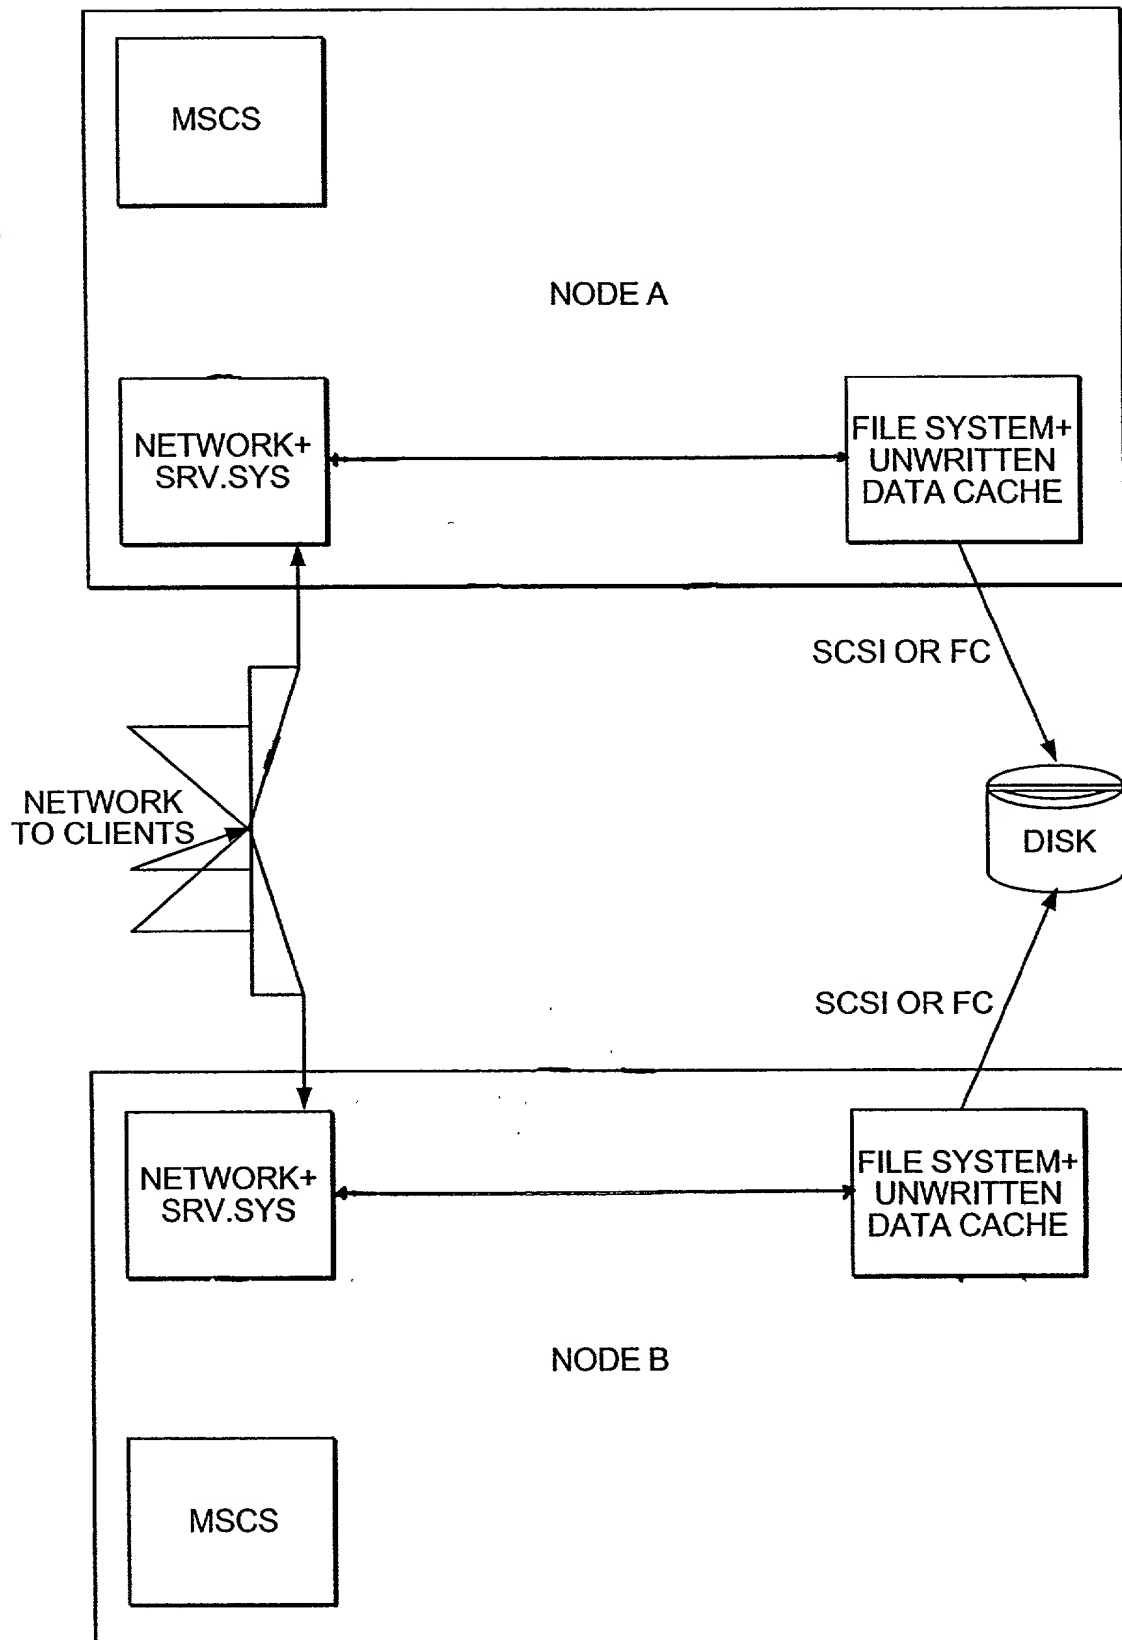 MSCS
NODE A
NETWORK+
SRV.SYS
FILE SYSTEM+
UNWRITTEN
DATA CACHE
SCSI OR FC
NETWORK
TO CLIENTS
DISK
SCSI OR FC
NETWORK+
SRV.SYS
FILE SYSTEM+
UNWRITTEN
DATA CACHE
NODE B
MSCS